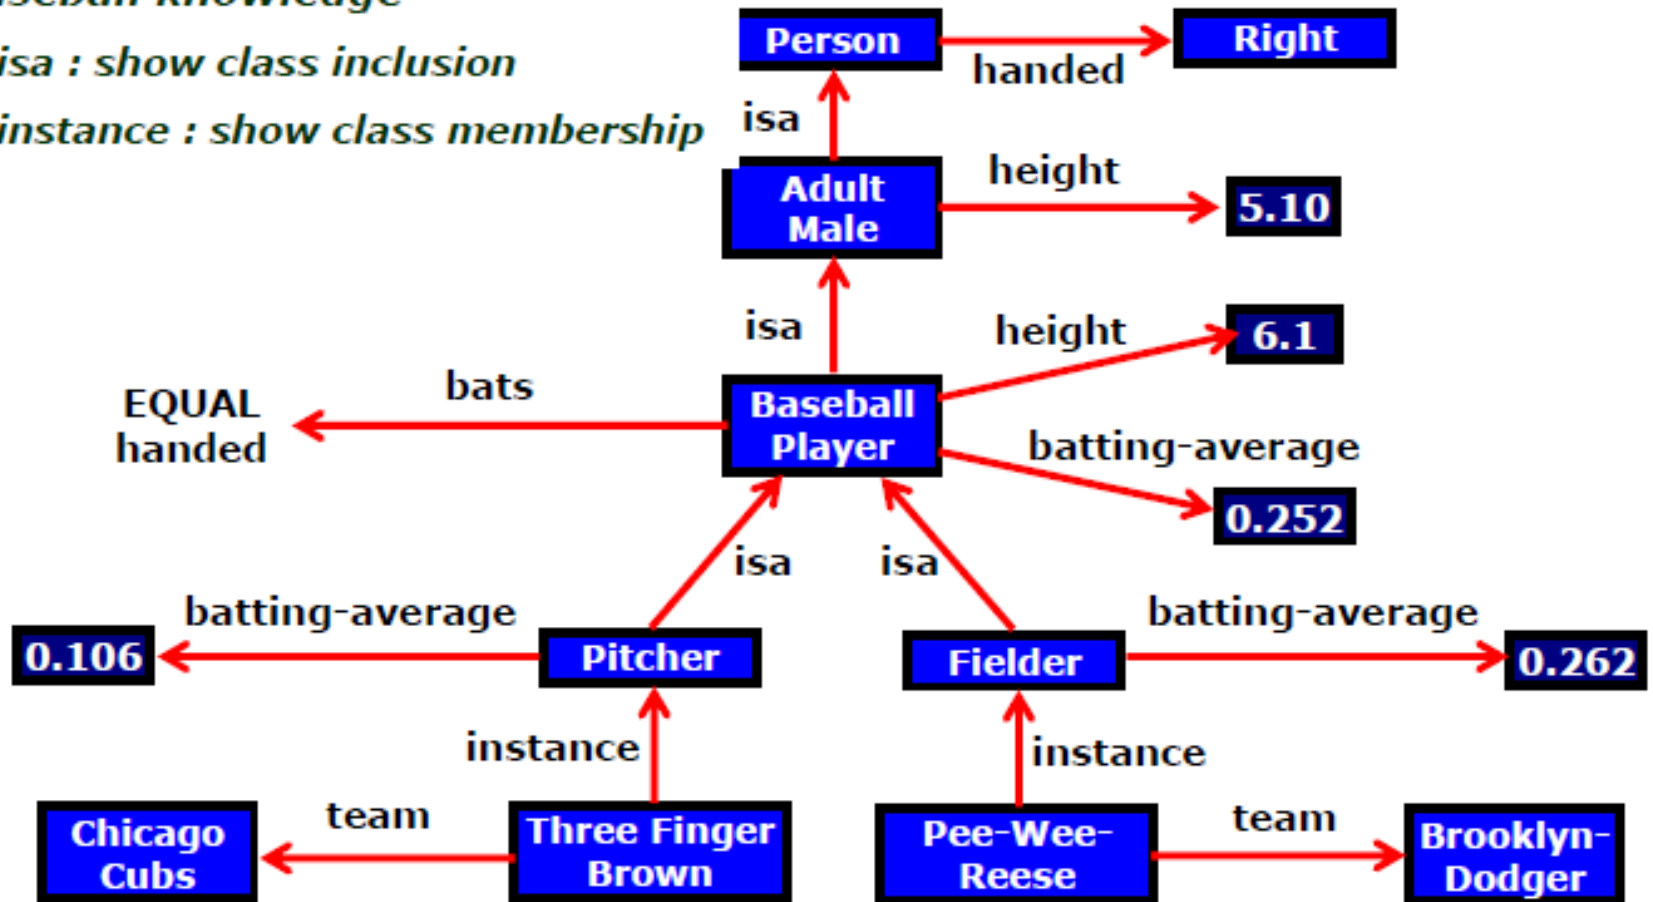 isa : show class inclusion
instance : show class membership
Person
handed
Right
isa
Adult
Male
height
5.10
isa
height
6.1
EQUAL
handed
bats
Baseball
Player
batting-average
0.252
isa
isa
0.106
batting-average
Pitcher
Fielder
batting-average
0.262
instance
instance
Chicago
Cubs
team
Three Finger
Brown
Pee-Wee-
Reese
team
Brooklyn-
Dodger